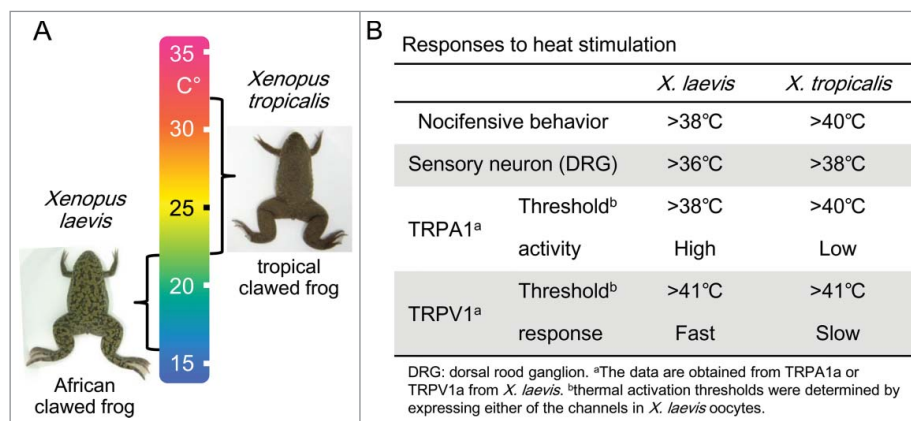 A
35
C°
30
25
20
15
Xenopus
tropicalis
tropical
clawed frog
Xenopus
laevis
African
clawed frog
B
Responses to heat stimulation
X. laevis X. tropicalis
Nocifensive behavior >38℃ >40℃
Sensory neuron (DRG) >36℃ >38℃
TRPA1ᵃ Thresholdᵇ >38℃ >40℃
activity High Low
TRPV1ᵃ Thresholdᵇ >41℃ >41℃
response Fast Slow
DRG: dorsal rood ganglion. ᵃThe data are obtained from TRPA1a or
TRPV1a from X. laevis. ᵇthermal activation thresholds were determined by
expressing either of the channels in X. laevis oocytes.